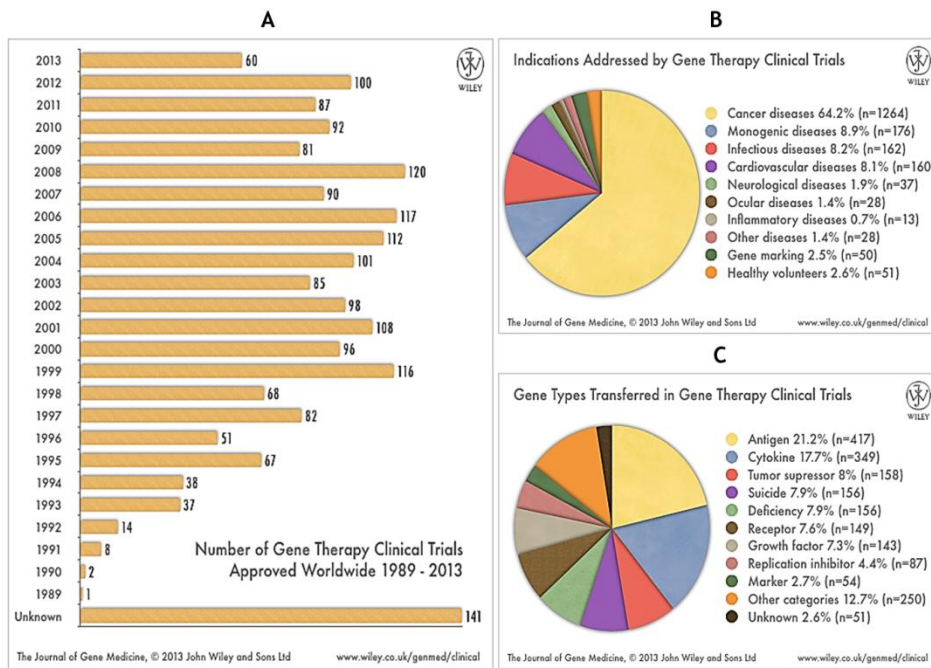 A
2013 60
2012 100
2011 87
2010 92
2009 81
2008 120
2007 90
2006 117
2005 112
2004 101
2003 85
2002 98
2001 108
2000 96
1999 116
1998 68
1997 82
1996 51
1995 67
1994 38
1993 37
1992 14
1991 8
1990 2
1989 1
Unknown 141
WILEY
Number of Gene Therapy Clinical Trials
Approved Worldwide 1989 - 2013
The Journal of Gene Medicine, © 2013 John Wiley and Sons Ltd www.wiley.co.uk/genmed/clinical
B
Indications Addressed by Gene Therapy Clinical Trials
WILEY
Cancer diseases 64.2% (n=1264)
Monogenic diseases 8.9% (n=176)
Infectious diseases 8.2% (n=162)
Cardiovascular diseases 8.1% (n=160
Neurological diseases 1.9% (n=37)
Ocular diseases 1.4% (n=28)
Inflammatory diseases 0.7% (n=13)
Other diseases 1.4% (n=28)
Gene marking 2.5% (n=50)
Healthy volunteers 2.6% (n=51)
The Journal of Gene Medicine, © 2013 John Wiley and Sons Ltd www.wiley.co.uk/genmed/clinical
C
Gene Types Transferred in Gene Therapy Clinical Trials
WILEY
Antigen 21.2% (n=417)
Cytokine 17.7% (n=349)
Tumor supressor 8% (n=158)
Suicide 7.9% (n=156)
Deficiency 7.9% (n=156)
Receptor 7.6% (n=149)
Growth factor 7.3% (n=143)
Replication inhibitor 4.4% (n=87)
Marker 2.7% (n=54)
Other categories 12.7% (n=250)
Unknown 2.6% (n=51)
The Journal of Gene Medicine, © 2013 John Wiley and Sons Ltd www.wiley.co.uk/genmed/clinical